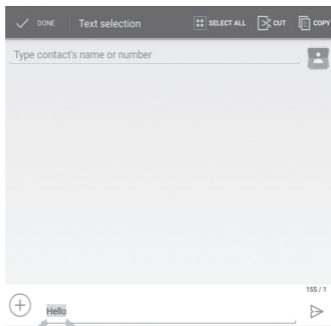 DONE Text selection SELECT ALL CUT COPY
Type contact's name or number
155 / 1
Hello